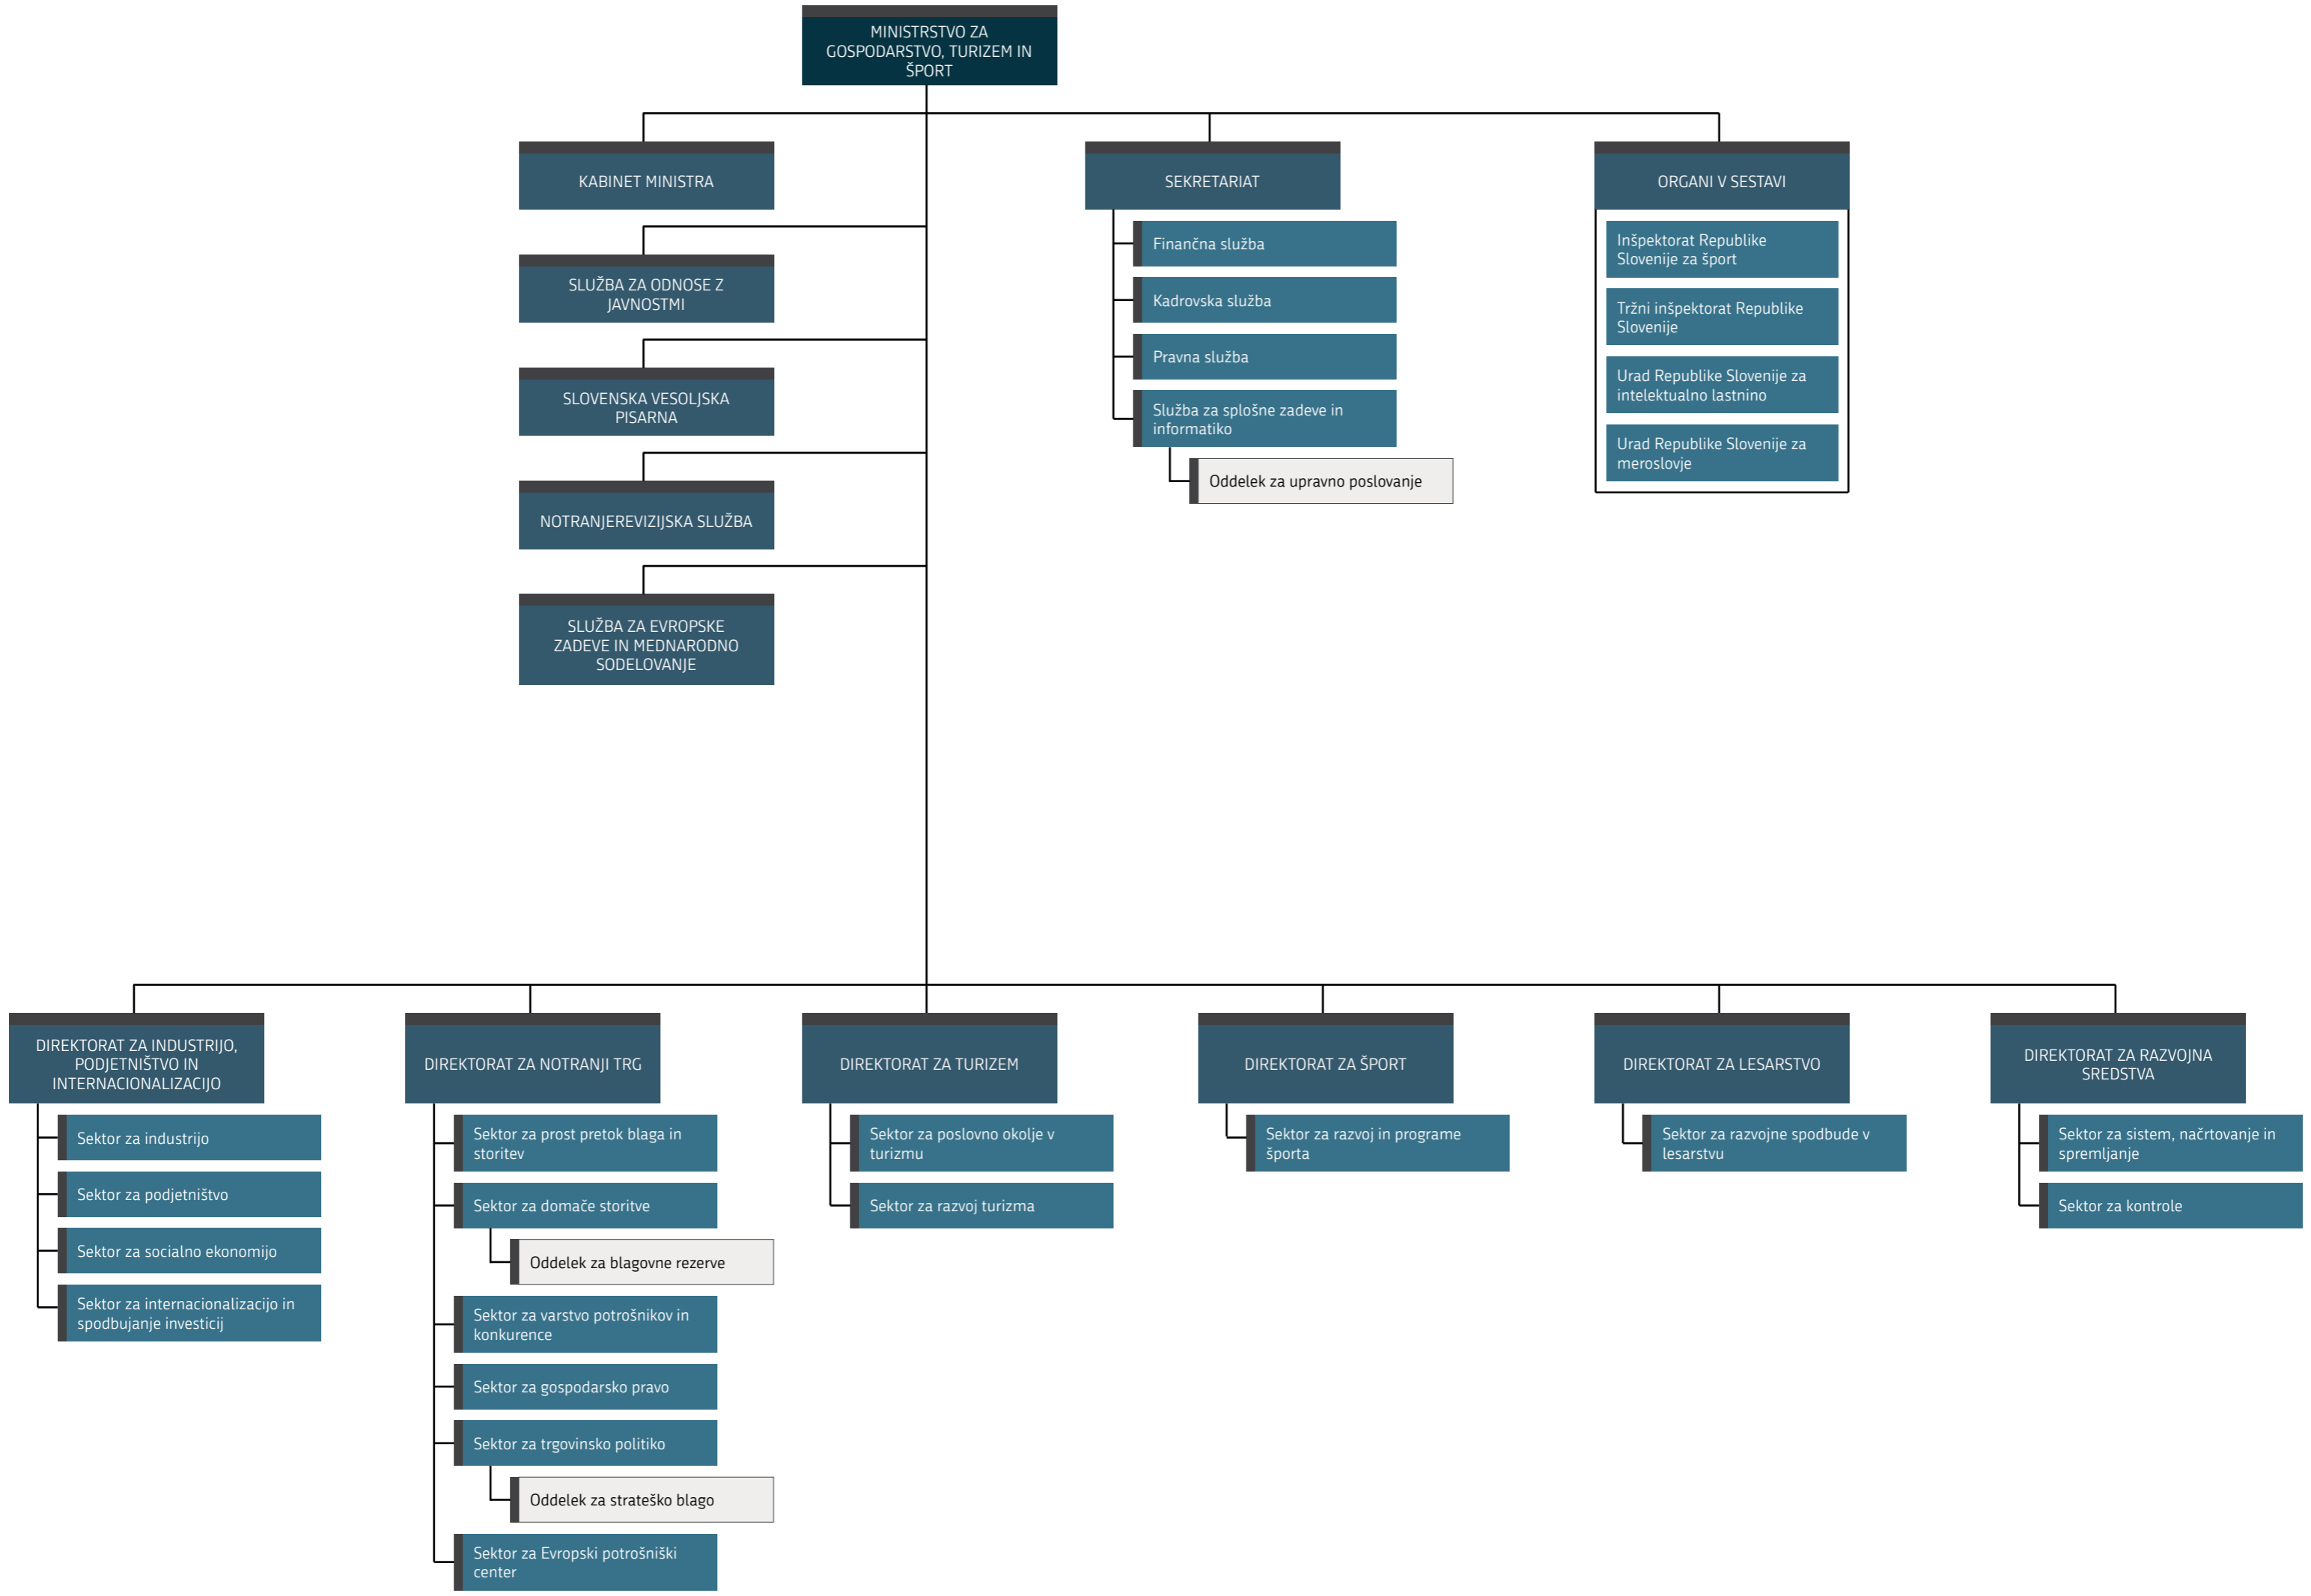 MINISTRSTVO ZA
GOSPODARSTVO, TURIZEM IN
ŠPORT
KABINET MINISTRA
SLUŽBA ZA ODNOSE Z
JAVNOSTMI
SLOVENSKA VESOLJSKA
PISARNA
NOTRANJEREVIZIJSKA SLUŽBA
SLUŽBA ZA EVROPSKE
ZADEVE IN MEDNARODNO
SODELOVANJE
SEKRETARIAT
Finančna služba
Kadrovska služba
Pravna služba
Služba za splošne zadeve in
informatiko
Oddelek za upravno poslovanje
ORGANI V SESTAVI
Inšpektorat Republike
Slovenije za šport
Tržni inšpektorat Republike
Slovenije
Urad Republike Slovenije za
intelektualno lastnino
Urad Republike Slovenije za
meroslovje
DIREKTORAT ZA INDUSTRIJO,
PODJETNIŠTVO IN
INTERNACIONALIZACIJO
Sektor za industrijo
Sektor za podjetništvo
Sektor za socialno ekonomijo
Sektor za internacionalizacijo in
spodbujanje investicij
DIREKTORAT ZA NOTRANJI TRG
Sektor za prost pretok blaga in
storitev
Sektor za domače storitve
Oddelek za blagovne rezerve
Sektor za varstvo potrošnikov in
konkurence
Sektor za gospodarsko pravo
Sektor za trgovinsko politiko
Oddelek za strateško blago
Sektor za Evropski potrošniški
center
DIREKTORAT ZA TURIZEM
Sektor za poslovno okolje v
turizmu
Sektor za razvoj turizma
DIREKTORAT ZA ŠPORT
Sektor za razvoj in programe
športa
DIREKTORAT ZA LESARSTVO
Sektor za razvojne spodbude v
lesarstvu
DIREKTORAT ZA RAZVOJNA
SREDSTVA
Sektor za sistem, načrtovanje in
spremljanje
Sektor za kontrole